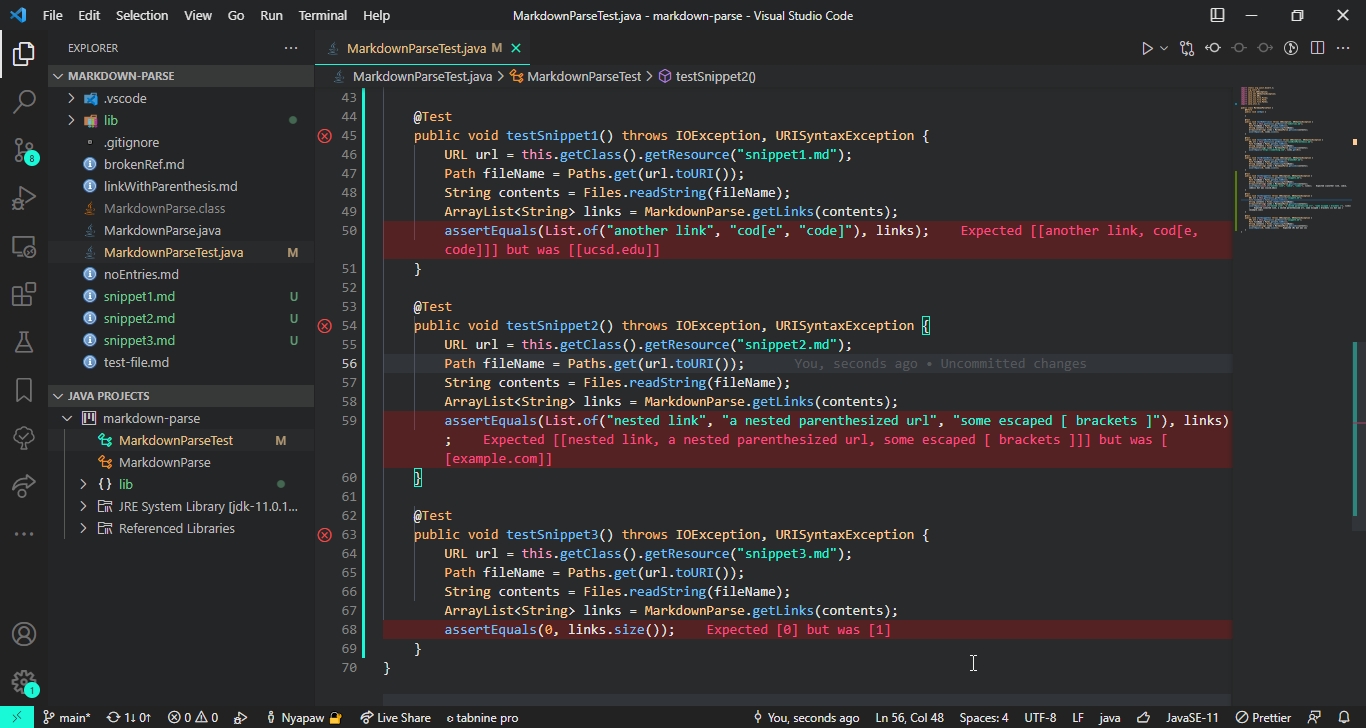 File Edit Selection View Go Run Terminal Help MarkdownParseTest.java - markdown-parse - Visual Studio Code
EXPLORER
MARKDOWN-PARSE
.vscode
lib
.gitignore
brokenRef.md
linkWithParenthesis.md
MarkdownParse.class
MarkdownParse.java
MarkdownParseTest.java M
noEntries.md
snippet1.md U
snippet2.md U
snippet3.md U
test-file.md
JAVA PROJECTS
markdown-parse
MarkdownParseTest M
MarkdownParse
lib
JRE System Library [jdk-11.0.1...
Referenced Libraries
8
1
MarkdownParseTest.java M
MarkdownParseTest.java > MarkdownParseTest > testSnippet2()
43
44 @Test
45 public void testSnippet1() throws IOException, URISyntaxException {
46 URL url = this.getClass().getResource("snippet1.md");
47 Path fileName = Paths.get(url.toURI());
48 String contents = Files.readString(fileName);
49 ArrayList<String> links = MarkdownParse.getLinks(contents);
50 assertEquals(List.of("another link", "cod[e", "code]"), links); Expected [[another link, cod[e,
code]]] but was [[ucsd.edu]]
51 }
52
53 @Test
54 public void testSnippet2() throws IOException, URISyntaxException {
55 URL url = this.getClass().getResource("snippet2.md");
56 Path fileName = Paths.get(url.toURI()); You, seconds ago • Uncommitted changes
57 String contents = Files.readString(fileName);
58 ArrayList<String> links = MarkdownParse.getLinks(contents);
59 assertEquals(List.of("nested link", "a nested parenthesized url", "some escaped [ brackets ]"), links)
; Expected [[nested link, a nested parenthesized url, some escaped [ brackets ]]] but was [
[example.com]]
60 }
61
62 @Test
63 public void testSnippet3() throws IOException, URISyntaxException {
64 URL url = this.getClass().getResource("snippet3.md");
65 Path fileName = Paths.get(url.toURI());
66 String contents = Files.readString(fileName);
67 ArrayList<String> links = MarkdownParse.getLinks(contents);
68 assertEquals(0, links.size()); Expected [0] but was [1]
69 }
70 }
main* 1↓ 0↑ 0 0 Nyapaw Live Share tabnine pro You, seconds ago Ln 56, Col 48 Spaces: 4 UTF-8 LF java JavaSE-11 Prettier